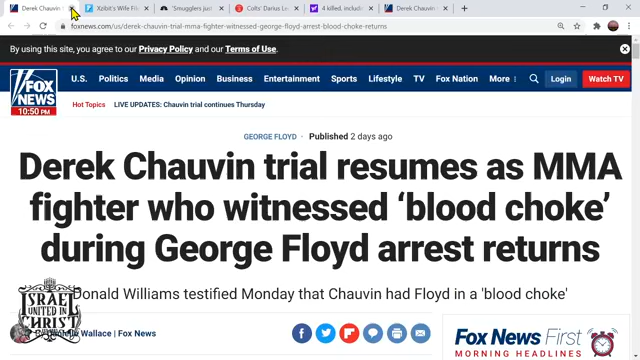 Derek Chauvin
Xzibit's Wife Fil
'Smugglers just
Colts' Darius Le
4 killed, includin
Derek Chauvin
foxnews.com/us/derek-chauvin-trial-mma-fighter-witnessed-george-floyd-arrest-blood-choke-returns
By using this site, you agree to our Privacy Policy and our Terms of Use.
FOX
NEWS
10:50 PM
U.S. Politics Media Opinion Business Entertainment Sports Lifestyle TV Fox Nation More
Login
Watch TV
Hot Topics LIVE UPDATES: Chauvin trial continues Thursday
GEORGE FLOYD Published 2 days ago
Derek Chauvin trial resumes as MMA
fighter who witnessed ‘blood choke’
during George Floyd arrest returns
Donald Williams testified Monday that Chauvin had Floyd in a 'blood choke'
ISRAEL
UNITED IN
CHRIST
Wallace | Fox News
Fox News First
MORNING HEADLINES